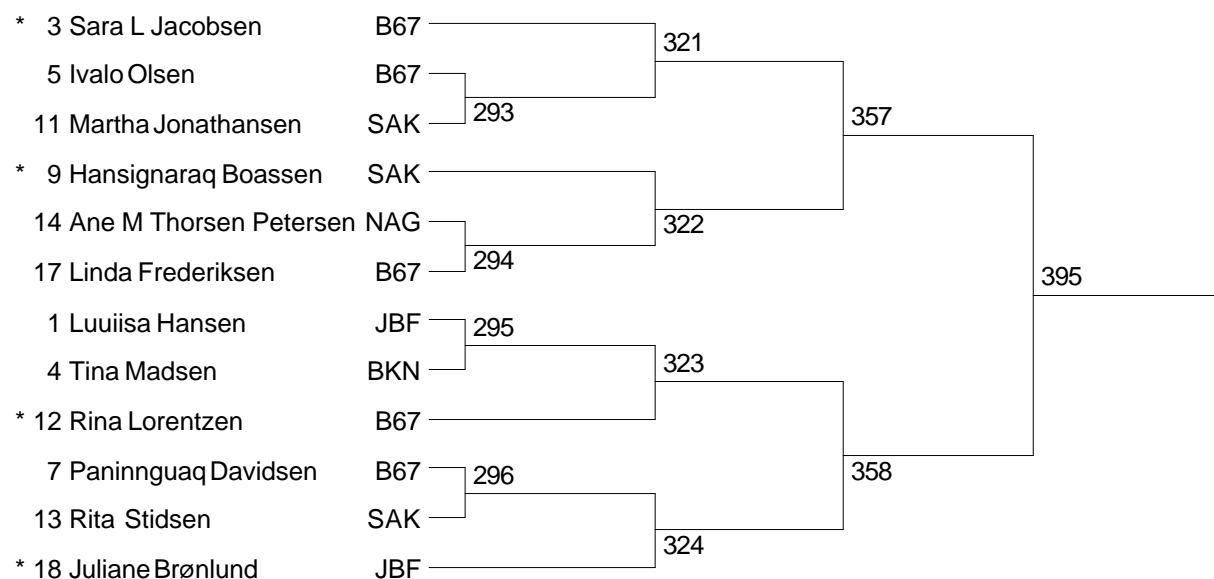 * 3 Sara L Jacobsen B67
321
5 Ivalo Olsen B67
293
357
11 Martha Jonathansen SAK
* 9 Hansignaraq Boassen SAK
14 Ane M Thorsen Petersen NAG
322
294
17 Linda Frederiksen B67
395
1 Luuiisa Hansen JBF
295
4 Tina Madsen BKN
323
* 12 Rina Lorentzen B67
7 Paninnguaq Davidsen B67
296
358
13 Rita Stidsen SAK
324
* 18 Juliane Brønlund JBF